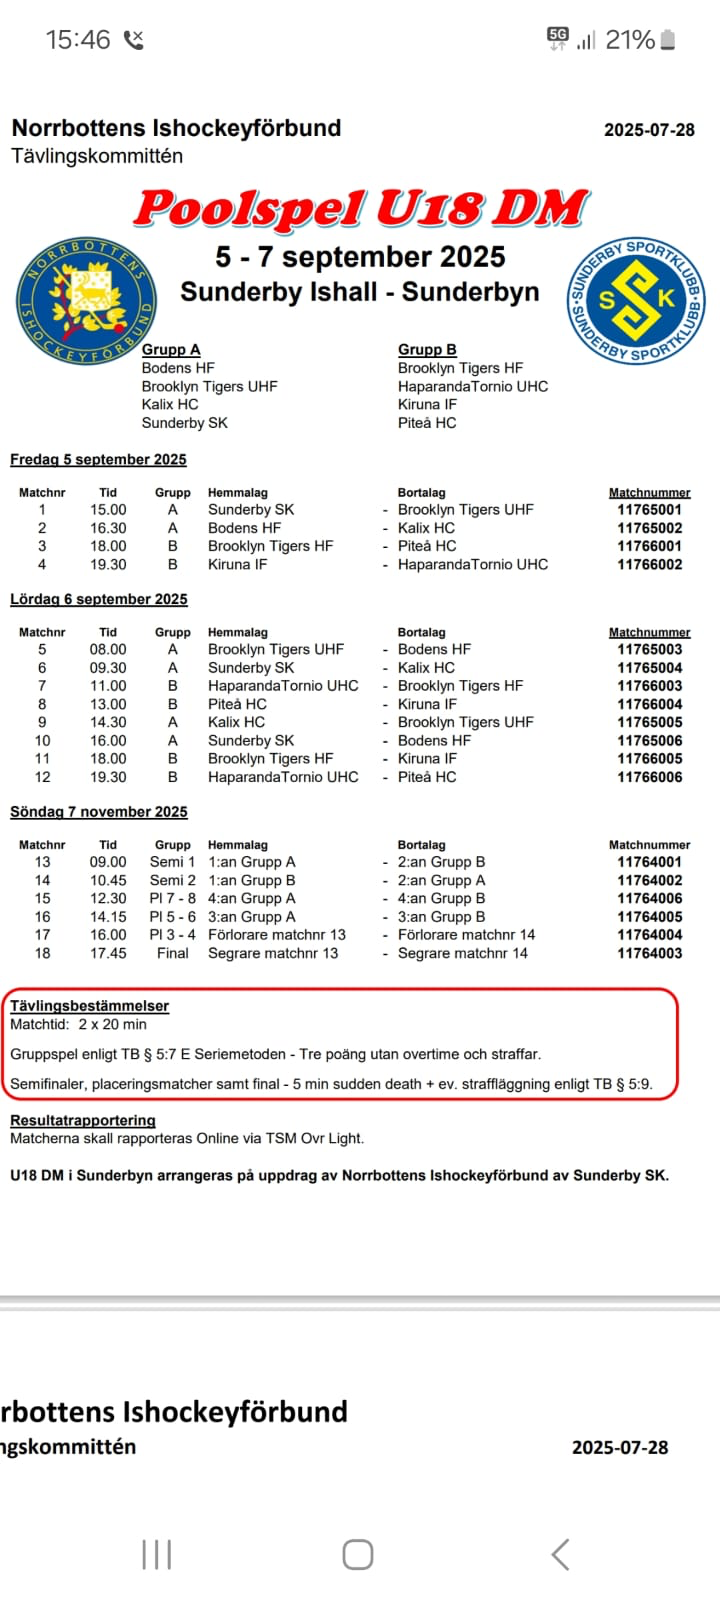 15:46
5G 21%
Norrbottens Ishockeyförbund 2025-07-28
Tävlingskommittén
Poolspel U18 DM
5 - 7 september 2025
Sunderby Ishall - Sunderbyn
NORRBOTTENS ISHOCKEYFÖRBUND
SUNDERBY SPORTKLUBB SUNDERBY SPORTKLUBB
S S K
Grupp A Grupp B
Bodens HF Brooklyn Tigers HF
Brooklyn Tigers UHF HaparandaTornio UHC
Kalix HC Kiruna IF
Sunderby SK Piteå HC
Fredag 5 september 2025
Matchnr Tid Grupp Hemmalag Bortalag Matchnummer
1 15.00 A Sunderby SK - Brooklyn Tigers UHF 11765001
2 16.30 A Bodens HF - Kalix HC 11765002
3 18.00 B Brooklyn Tigers HF - Piteå HC 11766001
4 19.30 B Kiruna IF - HaparandaTornio UHC 11766002
Lördag 6 september 2025
Matchnr Tid Grupp Hemmalag Bortalag Matchnummer
5 08.00 A Brooklyn Tigers UHF - Bodens HF 11765003
6 09.30 A Sunderby SK - Kalix HC 11765004
7 11.00 B HaparandaTornio UHC - Brooklyn Tigers HF 11766003
8 13.00 B Piteå HC - Kiruna IF 11766004
9 14.30 A Kalix HC - Brooklyn Tigers UHF 11765005
10 16.00 A Sunderby SK - Bodens HF 11765006
11 18.00 B Brooklyn Tigers HF - Kiruna IF 11766005
12 19.30 B HaparandaTornio UHC - Piteå HC 11766006
Söndag 7 november 2025
Matchnr Tid Grupp Hemmalag Bortalag Matchnummer
13 09.00 Semi 1 1:an Grupp A - 2:an Grupp B 11764001
14 10.45 Semi 2 1:an Grupp B - 2:an Grupp A 11764002
15 12.30 Pl 7 - 8 4:an Grupp A - 4:an Grupp B 11764006
16 14.15 Pl 5 - 6 3:an Grupp A - 3:an Grupp B 11764005
17 16.00 Pl 3 - 4 Förlorare matchnr 13 - Förlorare matchnr 14 11764004
18 17.45 Final Segrare matchnr 13 - Segrare matchnr 14 11764003
Tävlingsbestämmelser
Matchtid: 2 x 20 min
Gruppspel enligt TB § 5:7 E Seriemetoden - Tre poäng utan overtime och straffar.
Semifinaler, placeringsmatcher samt final - 5 min sudden death + ev. straffläggning enligt TB § 5:9.
Resultatrapportering
Matcherna skall rapporteras Online via TSM Ovr Light.
U18 DM i Sunderbyn arrangeras på uppdrag av Norrbottens Ishockeyförbund av Sunderby SK.
rbottens Ishockeyförbund
ngskommittén 2025-07-28